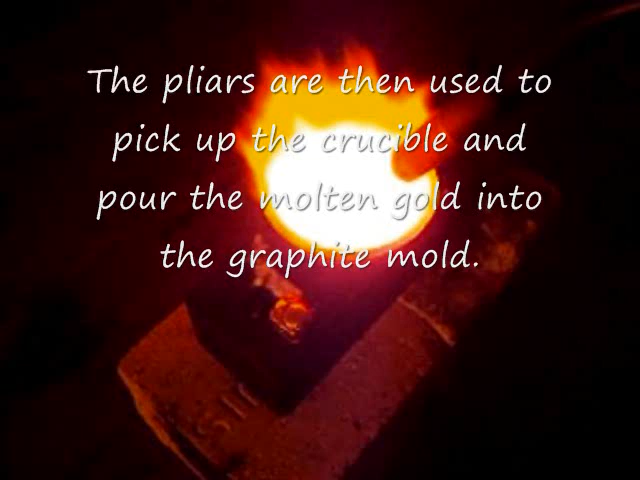 The pliars are then used to
pick up the crucible and
pour the molten gold into
the graphite mold.